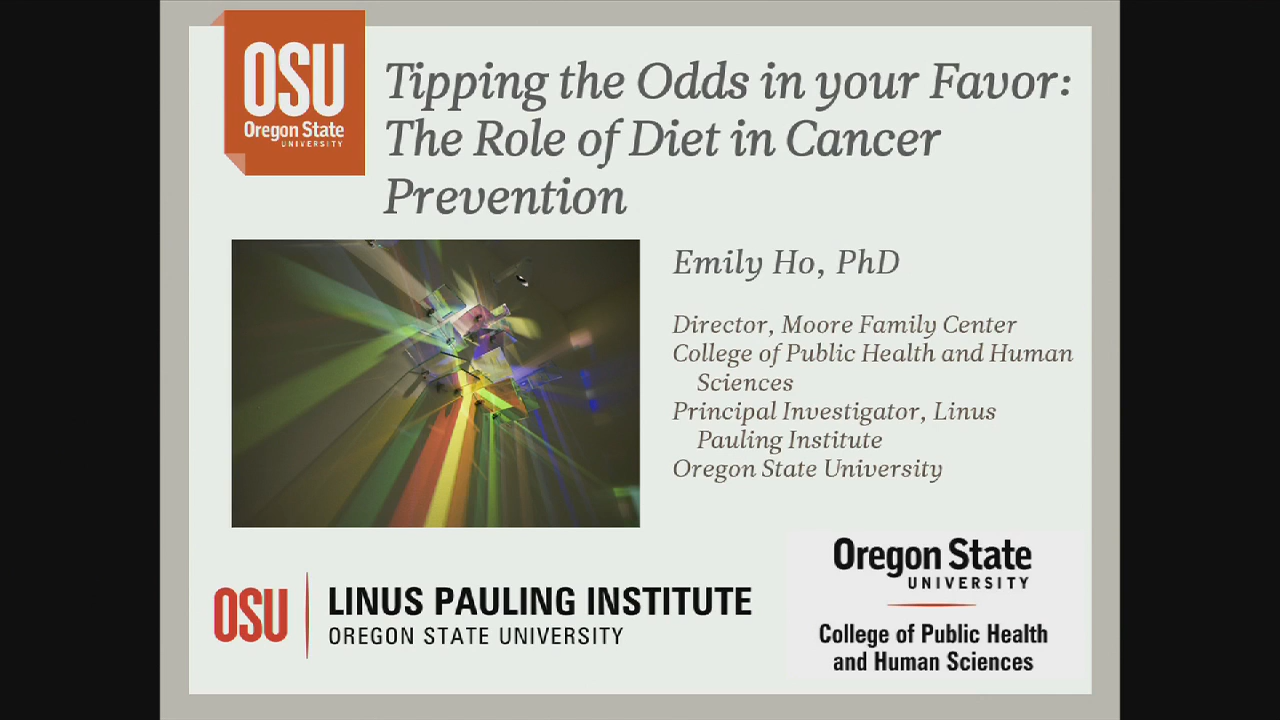 OSU
Oregon State
UNIVERSITY
Tipping the Odds in your Favor:
The Role of Diet in Cancer
Prevention
Emily Ho, PhD
Director, Moore Family Center
College of Public Health and Human
Sciences
Principal Investigator, Linus
Pauling Institute
Oregon State University
OSU
LINUS PAULING INSTITUTE
OREGON STATE UNIVERSITY
Oregon State
UNIVERSITY
College of Public Health
and Human Sciences